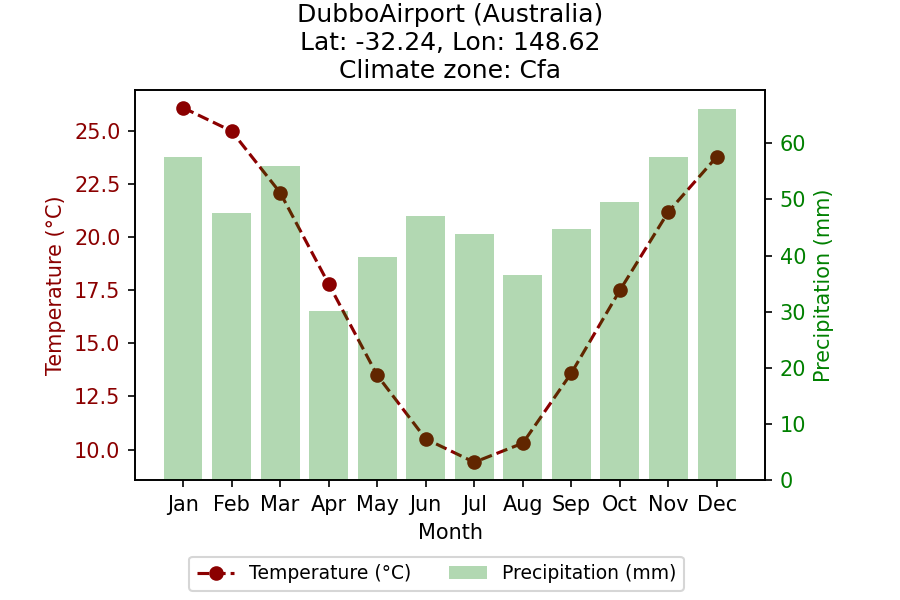 DubboAirport (Australia)
Lat: -32.24, Lon: 148.62
Climate zone: Cfa
Temperature (°C)
25.0
22.5
20.0
17.5
15.0
12.5
10.0
60
50
40
30
20
10
0
Precipitation (mm)
Jan Feb Mar Apr May Jun Jul Aug Sep Oct Nov Dec
Month
Temperature (°C) Precipitation (mm)